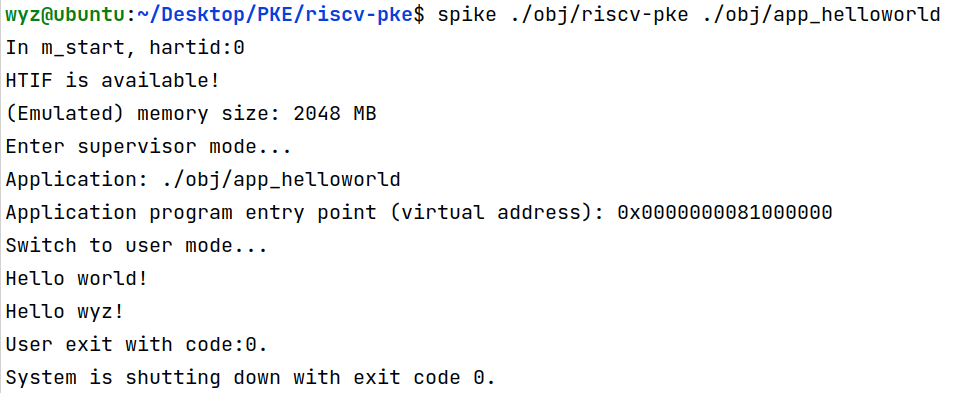 wyz@ubuntu:~/Desktop/PKE/riscv-pke$ spike ./obj/riscv-pke ./obj/app_helloworld
In m_start, hartid:0
HTIF is available!
(Emulated) memory size: 2048 MB
Enter supervisor mode...
Application: ./obj/app_helloworld
Application program entry point (virtual address): 0x0000000081000000
Switch to user mode...
Hello world!
Hello wyz!
User exit with code:0.
System is shutting down with exit code 0.